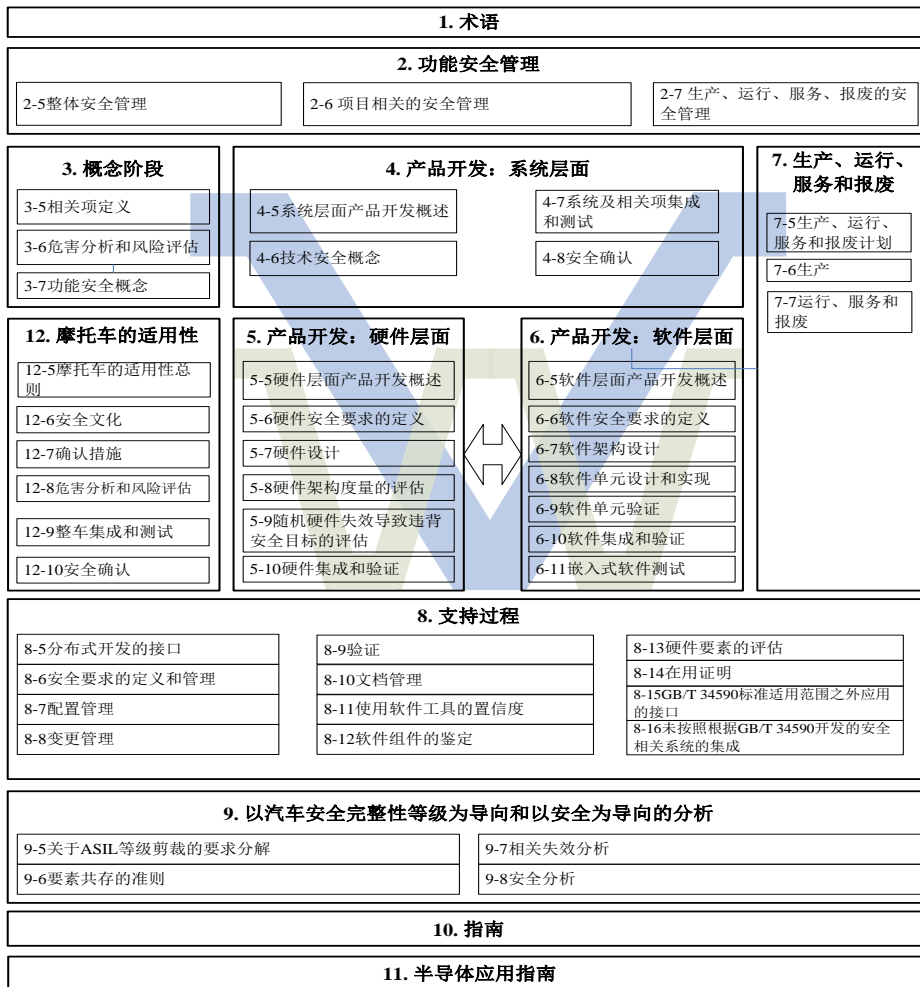 1. 术语
2. 功能安全管理
2-5整体安全管理
2-6 项目相关的安全管理
2-7 生产、运行、服务、报废的安
全管理
3. 概念阶段
3-5相关项定义
3-6危害分析和风险评估
3-7功能安全概念
4. 产品开发：系统层面
4-5系统层面产品开发概述
4-6技术安全概念
4-7系统及相关项集成
和测试
4-8安全确认
7. 生产、运行、
服务和报废
7-5生产、运行、
服务和报废计划
7-6生产
7-7运行、服务和
报废
12. 摩托车的适用性
12-5摩托车的适用性总
则
12-6安全文化
12-7确认措施
12-8危害分析和风险评估
12-9整车集成和测试
12-10安全确认
5. 产品开发：硬件层面
5-5硬件层面产品开发概述
5-6硬件安全要求的定义
5-7硬件设计
5-8硬件架构度量的评估
5-9随机硬件失效导致违背
安全目标的评估
5-10硬件集成和验证
6. 产品开发：软件层面
6-5软件层面产品开发概述
6-6软件安全要求的定义
6-7软件架构设计
6-8软件单元设计和实现
6-9软件单元验证
6-10软件集成和验证
6-11嵌入式软件测试
8. 支持过程
8-5分布式开发的接口
8-6安全要求的定义和管理
8-7配置管理
8-8变更管理
8-9验证
8-10文档管理
8-11使用软件工具的置信度
8-12软件组件的鉴定
8-13硬件要素的评估
8-14在用证明
8-15GB/T 34590标准适用范围之外应用
的接口
8-16未按照根据GB/T 34590开发的安全
相关系统的集成
9. 以汽车安全完整性等级为导向和以安全为导向的分析
9-5关于ASIL等级剪裁的要求分解
9-6要素共存的准则
9-7相关失效分析
9-8安全分析
10. 指南
11. 半导体应用指南